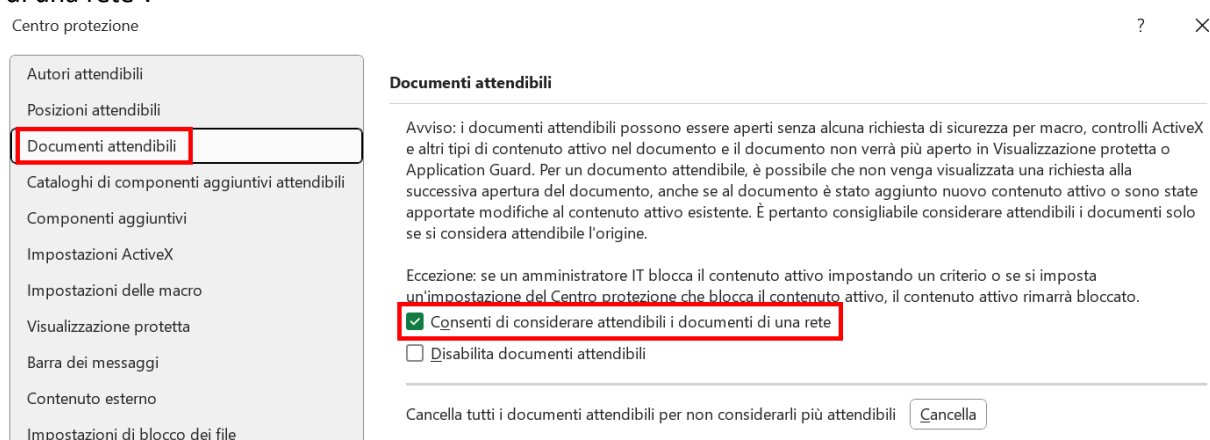 di una rete".
Centro protezione
?
Autori attendibili
Posizioni attendibili
Documenti attendibili
Cataloghi di componenti aggiuntivi attendibili
Componenti aggiuntivi
Impostazioni ActiveX
Impostazioni delle macro
Visualizzazione protetta
Barra dei messaggi
Contenuto esterno
Impostazioni di blocco dei file
Documenti attendibili
Avviso: i documenti attendibili possono essere aperti senza alcuna richiesta di sicurezza per macro, controlli ActiveX
e altri tipi di contenuto attivo nel documento e il documento non verrà più aperto in Visualizzazione protetta o
Application Guard. Per un documento attendibile, è possibile che non venga visualizzata una richiesta alla
successiva apertura del documento, anche se al documento è stato aggiunto nuovo contenuto attivo o sono state
apportate modifiche al contenuto attivo esistente. È pertanto consigliabile considerare attendibili i documenti solo
se si considera attendibile l'origine.
Eccezione: se un amministratore IT blocca il contenuto attivo impostando un criterio o se si imposta
un'impostazione del Centro protezione che blocca il contenuto attivo, il contenuto attivo rimarrà bloccato.
Consenti di considerare attendibili i documenti di una rete
Disabilita documenti attendibili
Cancella tutti i documenti attendibili per non considerarli più attendibili
Cancella